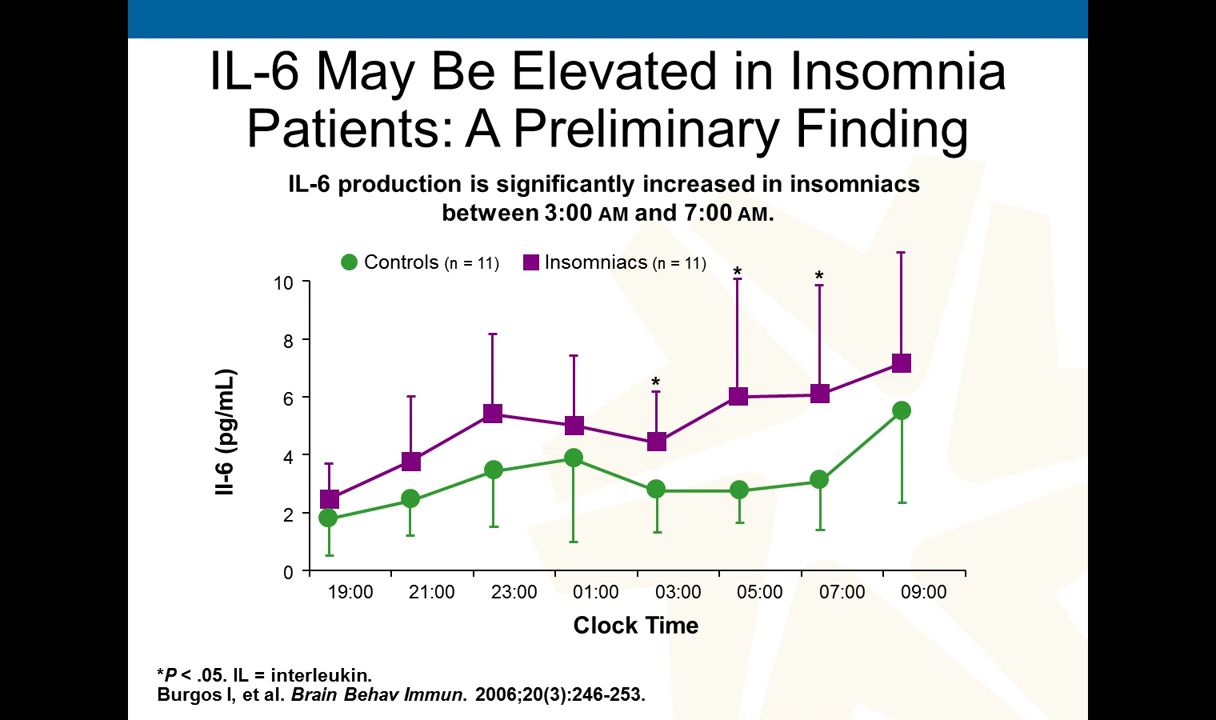 IL-6 May Be Elevated in Insomnia
Patients: A Preliminary Finding
IL-6 production is significantly increased in insomniacs
between 3:00 AM and 7:00 AM.
Controls (n = 11) Insomniacs (n = 11)
* *
10
8
*
6
4
2
0
Il-6 (pg/mL)
19:00 21:00 23:00 01:00 03:00 05:00 07:00 09:00
Clock Time
*P < .05. IL = interleukin.
Burgos I, et al. Brain Behav Immun. 2006;20(3):246-253.